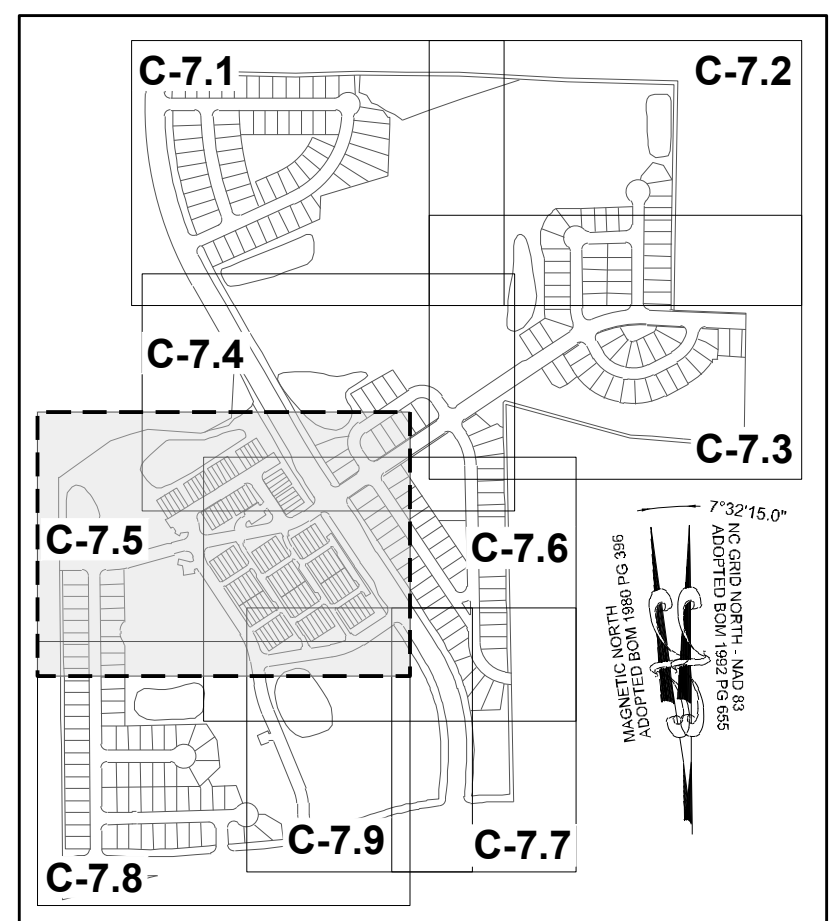 C-7.1
C-7.2
C-7.4
C-7.3
C-7.5
C-7.6
7°32'15.0"
MAGNETIC NORTH
ADOPTED BOM 1980 PG 396
NC GRID NORTH - NAD 83
ADOPTED BOM 1992 PG 655
C-7.9
C-7.7
C-7.8